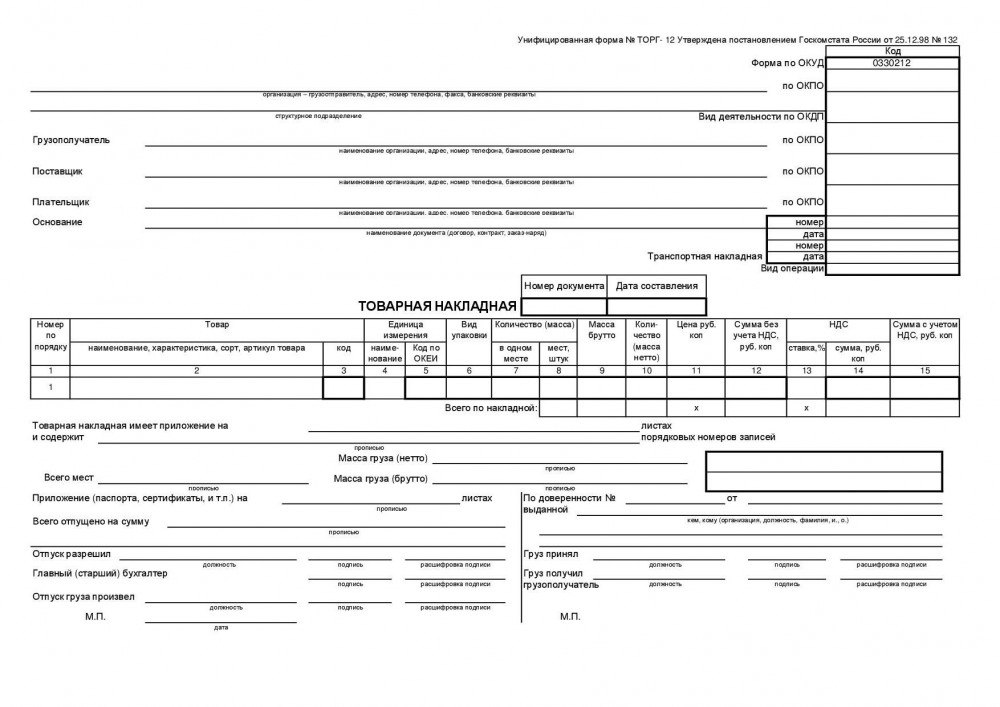 Унифицированная форма № ТОРГ- 12 Утверждена постановлением Госкомстата России от 25.12.98 № 132
Код
Форма по ОКУД 0330212
по ОКПО
организация – грузоотправитель, адрес, номер телефона, факса, банковские реквизиты
структурное подразделение
Вид деятельности по ОКДП
Грузополучатель по ОКПО
наименование организации, адрес, номер телефона, банковские реквизиты
Поставщик по ОКПО
наименование организации, адрес, номер телефона, банковские реквизиты
Плательщик по ОКПО
наименование организации, адрес, номер телефона, банковские реквизиты
Основание номер
наименование документа (договор, контракт, заказ-наряд)
дата
номер
Транспортная накладная дата
Вид операции
Номер документа Дата составления
ТОВАРНАЯ НАКЛАДНАЯ
Номер по порядку Товар Единица измерения Вид упаковки Количество (масса) Масса брутто Коли-чество (масса нетто) Цена руб. коп Сумма без учета НДС, руб. коп НДС Сумма с учетом НДС, руб. коп
наименование, характеристика, сорт, артикул товара код наиме-нование Код по ОКЕИ в одном месте мест, штук ставка,% сумма, руб. коп
1 2 3 4 5 6 7 8 9 10 11 12 13 14 15
1
Всего по накладной: x x
Товарная накладная имеет приложение на листах
и содержит порядковых номеров записей
прописью
Масса груза (нетто)
прописью
Всего мест Масса груза (брутто)
прописью прописью
Приложение (паспорта, сертификаты, и т.п.) на листах По доверенности № от
прописью
выданной
кем, кому (организация, должность, фамилия, и., о.)
Всего отпущено на сумму
прописью
Отпуск разрешил Груз принял
должность подпись расшифровка подписи должность подпись расшифровка подписи
Главный (старший) бухгалтер Груз получил
подпись расшифровка подписи грузополучатель должность подпись расшифровка подписи
Отпуск груза произвел
должность подпись расшифровка подписи
М.П. М.П.
дата